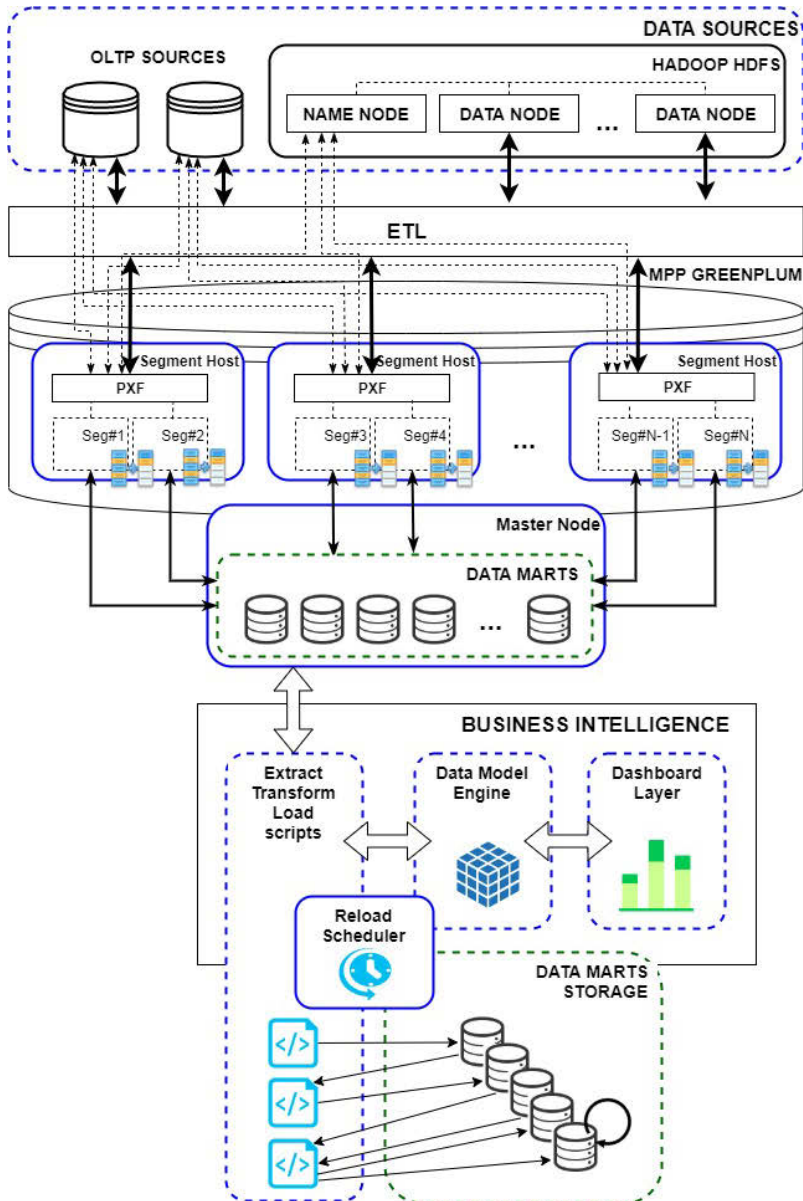 DATA SOURCES
OLTP SOURCES
HADOOP HDFS
NAME NODE
DATA NODE
...
DATA NODE
ETL
MPP GREENPLUM
Segment Host
PXF
Seg#1
Seg#2
Segment Host
PXF
Seg#3
Seg#4
...
Segment Host
PXF
Seg#N-1
Seg#N
Master Node
DATA MARTS
...
BUSINESS INTELLIGENCE
Extract
Transform
Load
scripts
Data Model
Engine
Dashboard
Layer
Reload
Scheduler
DATA MARTS
STORAGE
</>
</>
</>